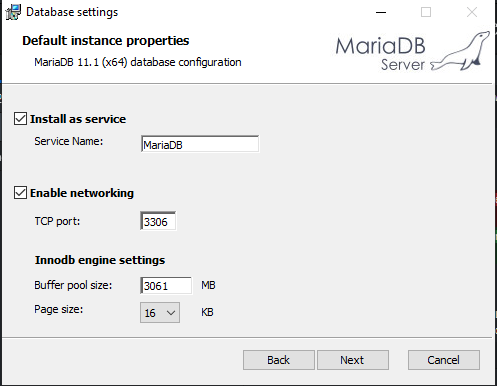 Database settings
Default instance properties
MariaDB 11.1 (x64) database configuration
MariaDB
Server
Install as service
Service Name: MariaDB
Enable networking
TCP port: 3306
Innodb engine settings
Buffer pool size: 3061 MB
Page size: 16 KB
Back Next Cancel